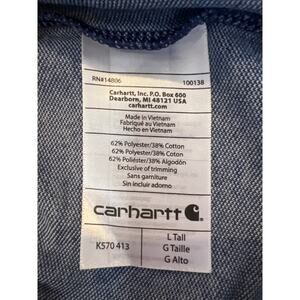 RN#14806 100138
Carhartt, Inc. P.O. Box 600
Dearborn, MI 48121 USA
carhartt.com
Made in Vietnam
Fabriqué au Vietnam
Hecho en Vietnam
62% Polyester/38% Cotton
62% Polyester/38% Coton
62% Poliéster/38% Algodón
Exclusive of trimming
Sans garniture
Sin incluir adorno
carhartt
K570 413
L Tall
G Taille
G Alto